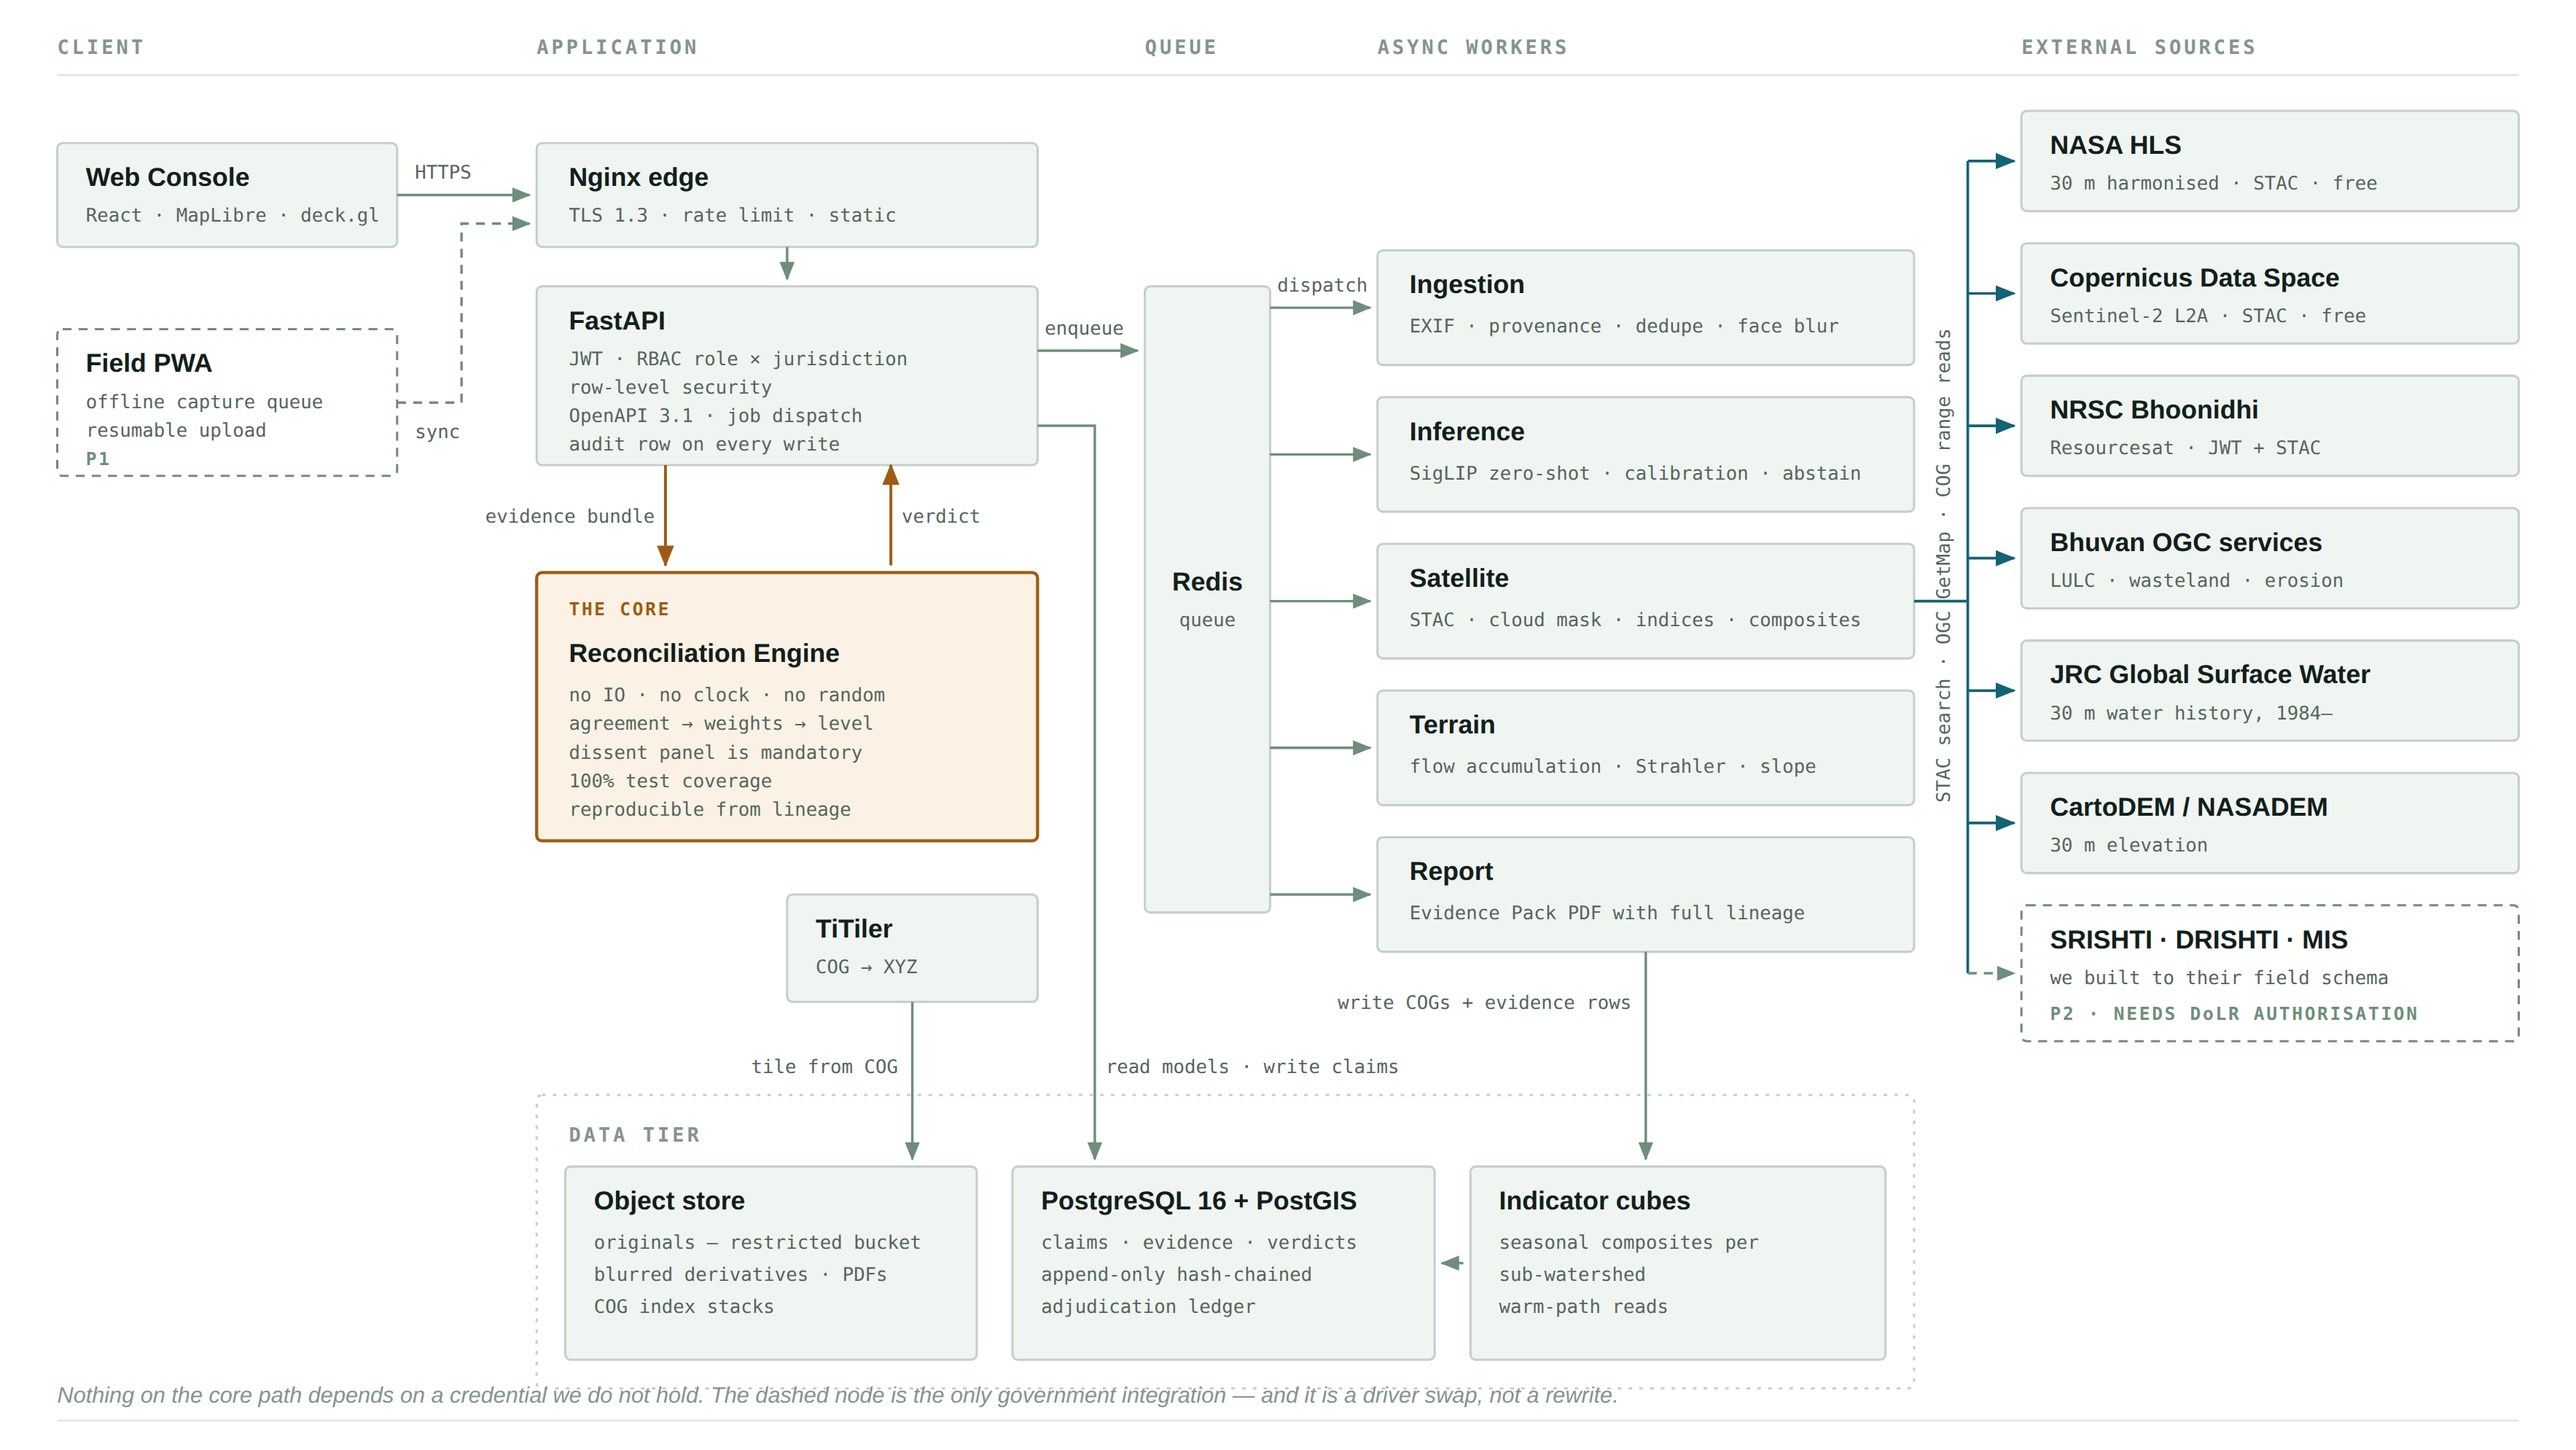 CLIENT
APPLICATION
QUEUE
ASYNC WORKERS
EXTERNAL SOURCES
Web Console
React · MapLibre · deck.gl
HTTPS
Field PWA
offline capture queue
resumable upload
P1
sync
Nginx edge
TLS 1.3 · rate limit · static
FastAPI
JWT · RBAC role × jurisdiction
row-level security
OpenAPI 3.1 · job dispatch
audit row on every write
enqueue
evidence bundle
verdict
THE CORE
Reconciliation Engine
no IO · no clock · no random
agreement → weights → level
dissent panel is mandatory
100% test coverage
reproducible from lineage
TiTiler
COG → XYZ
tile from COG
read models · write claims
Redis
queue
dispatch
Ingestion
EXIF · provenance · dedupe · face blur
Inference
SigLIP zero-shot · calibration · abstain
Satellite
STAC · cloud mask · indices · composites
Terrain
flow accumulation · Strahler · slope
Report
Evidence Pack PDF with full lineage
write COGs + evidence rows
STAC search · OGC GetMap · COG range reads
NASA HLS
30 m harmonised · STAC · free
Copernicus Data Space
Sentinel-2 L2A · STAC · free
NRSC Bhoonidhi
Resourcesat · JWT + STAC
Bhuvan OGC services
LULC · wasteland · erosion
JRC Global Surface Water
30 m water history, 1984–
CartoDEM / NASADEM
30 m elevation
SRISHTI · DRISHTI · MIS
we built to their field schema
P2 · NEEDS DoLR AUTHORISATION
DATA TIER
Object store
originals — restricted bucket
blurred derivatives · PDFs
COG index stacks
PostgreSQL 16 + PostGIS
claims · evidence · verdicts
append-only hash-chained
adjudication ledger
Indicator cubes
seasonal composites per
sub-watershed
warm-path reads
Nothing on the core path depends on a credential we do not hold. The dashed node is the only government integration — and it is a driver swap, not a rewrite.